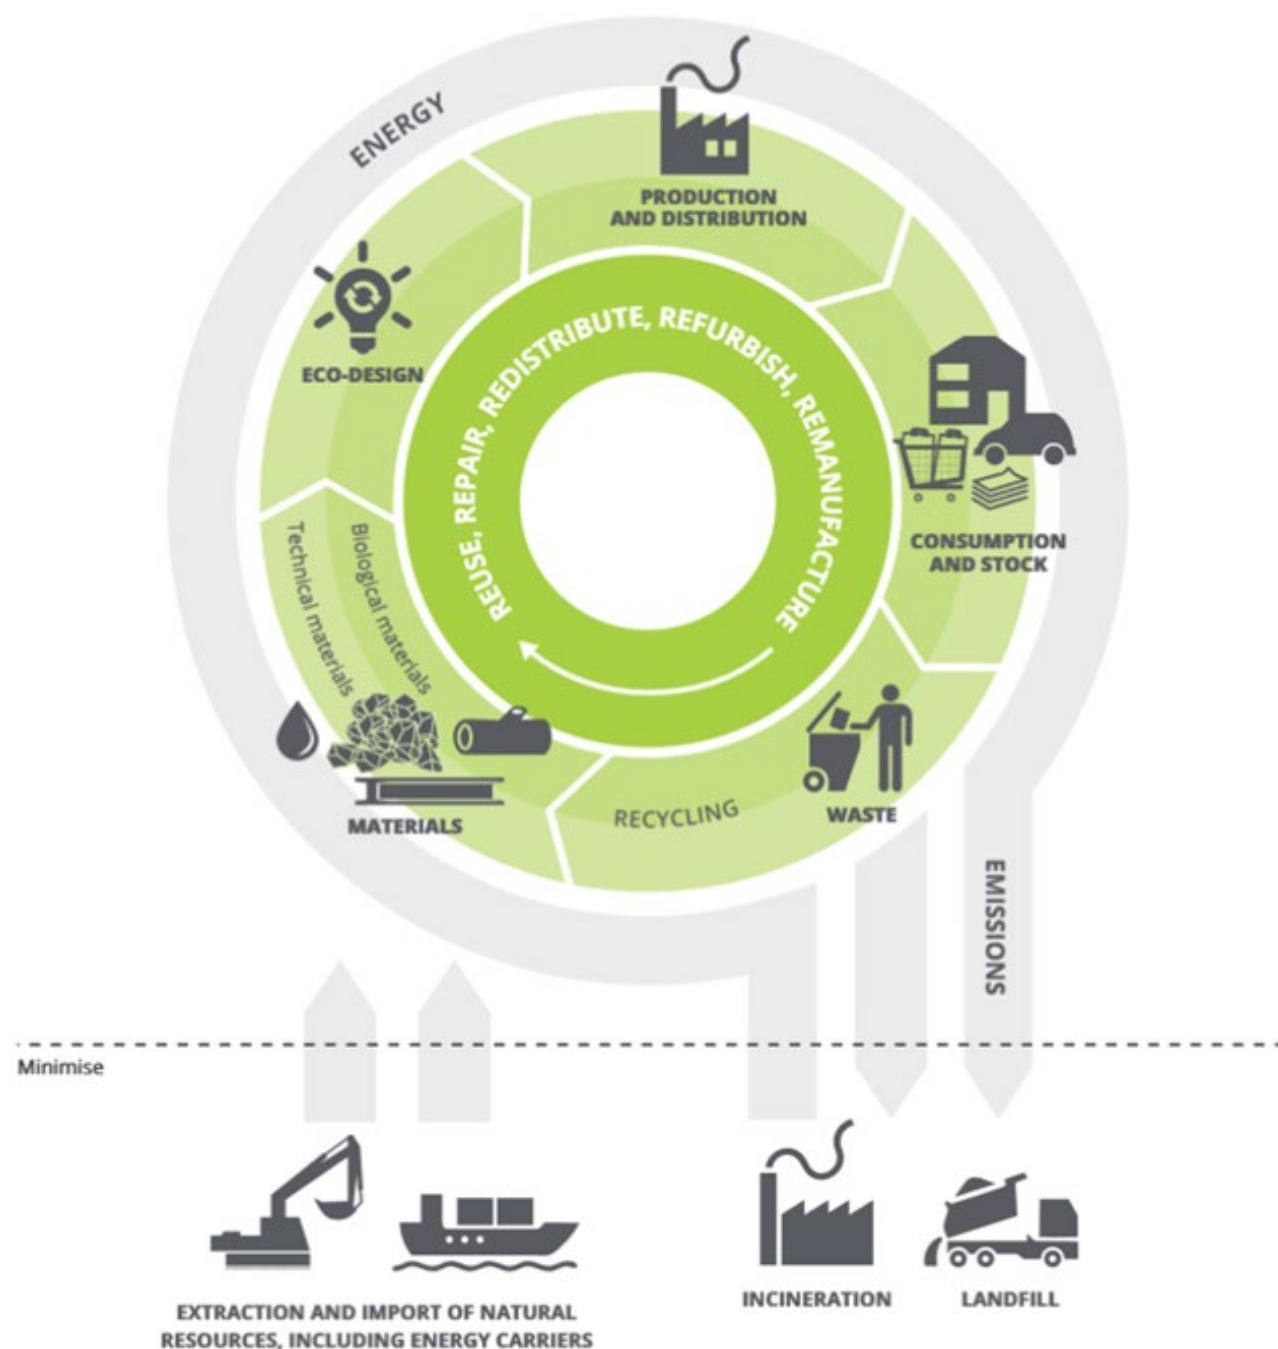 ENERGY
PRODUCTION
AND DISTRIBUTION
ECO-DESIGN
REUSE, REPAIR, REDISTRIBUTE, REFURBISH, REMANUFACTURE
CONSUMPTION
AND STOCK
Technical materials
Biological materials
MATERIALS
RECYCLING
WASTE
EMISSIONS
Minimise
EXTRACTION AND IMPORT OF NATURAL
RESOURCES, INCLUDING ENERGY CARRIERS
INCINERATION
LANDFILL